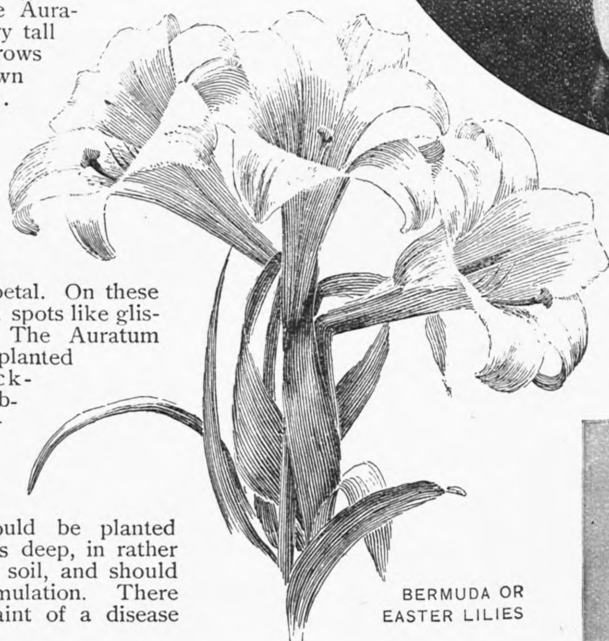 e Aura-
y tall
rows
wn
.
petal. On these
spots like glis-
The Auratum
planted
ck-
b-
ould be planted
s deep, in rather
soil, and should
mulation. There
aint of a disease
BERMUDA OR
EASTER LILIES